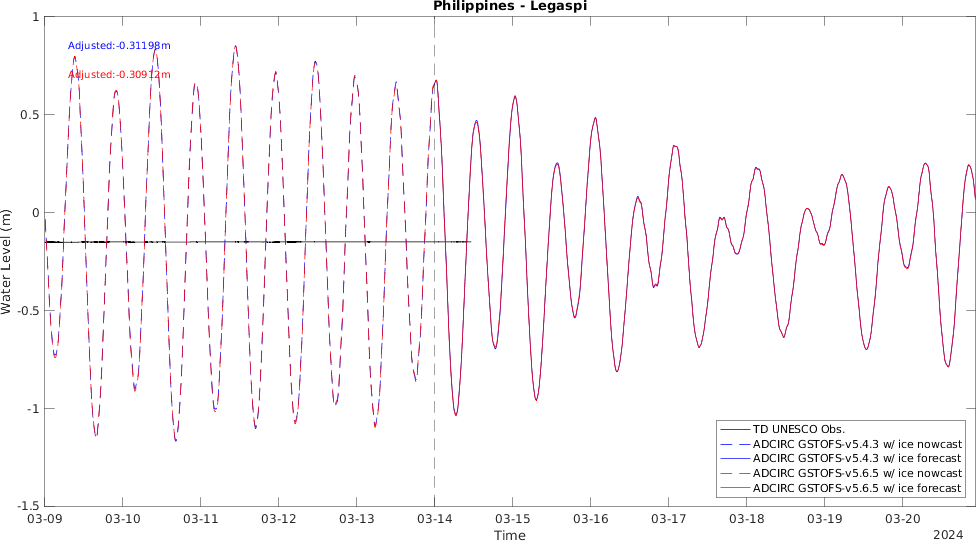 Philippines - Legaspi
Adjusted:-0.31198m
Adjusted:-0.30912m
Water Level (m)
1
0.5
0
-0.5
-1
-1.5
TD UNESCO Obs.
ADCIRC GSTOFS-v5.4.3 w/ ice nowcast
ADCIRC GSTOFS-v5.4.3 w/ ice forecast
ADCIRC GSTOFS-v5.6.5 w/ ice nowcast
ADCIRC GSTOFS-v5.6.5 w/ ice forecast
03-09 03-10 03-11 03-12 03-13 03-14 03-15 03-16 03-17 03-18 03-19 03-20
Time
2024